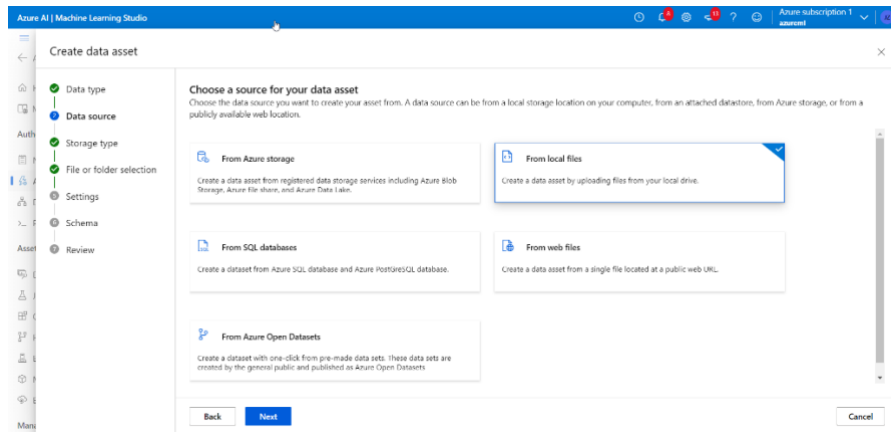 Azure AI | Machine Learning Studio
Azure subscription 1
azureml
Create data asset
Data type
Data source
Storage type
File or folder selection
Settings
Schema
Review
Auth
Asset
Mana
Choose a source for your data asset
Choose the data source you want to create your asset from. A data source can be from a local storage location on your computer, from an attached datastore, from Azure storage, or from a
publicly available web location.
From Azure storage
Create a data asset from registered data storage services including Azure Blob
Storage, Azure file share, and Azure Data Lake.
From local files
Create a data asset by uploading files from your local drive.
From SQL databases
Create a dataset from Azure SQL database and Azure PostGreSQL database.
From web files
Create a data asset from a single file located at a public web URL.
From Azure Open Datasets
Create a dataset with one-click from pre-made data sets. These data sets are
created by the general public and published as Azure Open Datasets
Back
Next
Cancel